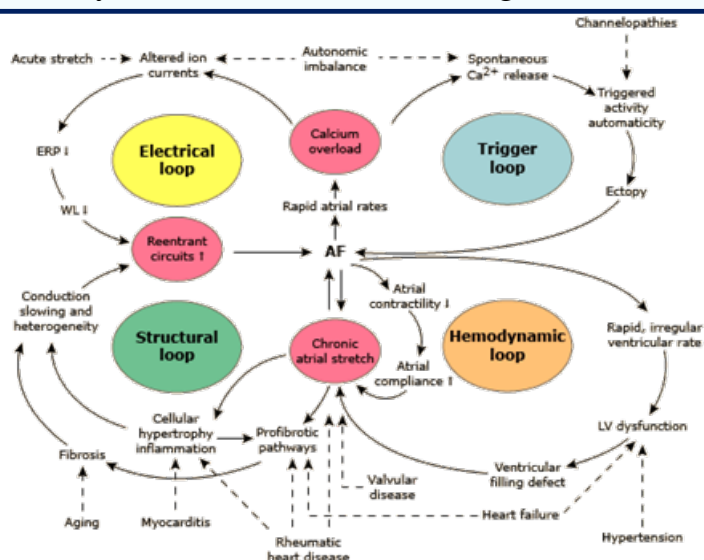 Channelopathies
Acute stretch
Altered ion
currents
Autonomic
imbalance
Spontaneous
Ca2+ release
Triggered
activity
automaticity
Calcium
overload
ERP ↓
Electrical
loop
Trigger
loop
Ectopy
WL ↓
Rapid atrial rates
Reentrant
circuits ↑
AF
Conduction
slowing and
heterogeneity
Atrial
contractility ↓
Rapid, irregular
ventricular rate
Structural
loop
Chronic
atrial stretch
Hemodynamic
loop
Atrial
compliance ↑
Cellular
hypertrophy
inflammation
Profibrotic
pathways
LV dysfunction
Fibrosis
Ventricular
filling defect
Valvular
disease
Aging
Myocarditis
Heart failure
Rheumatic
heart disease
Hypertension